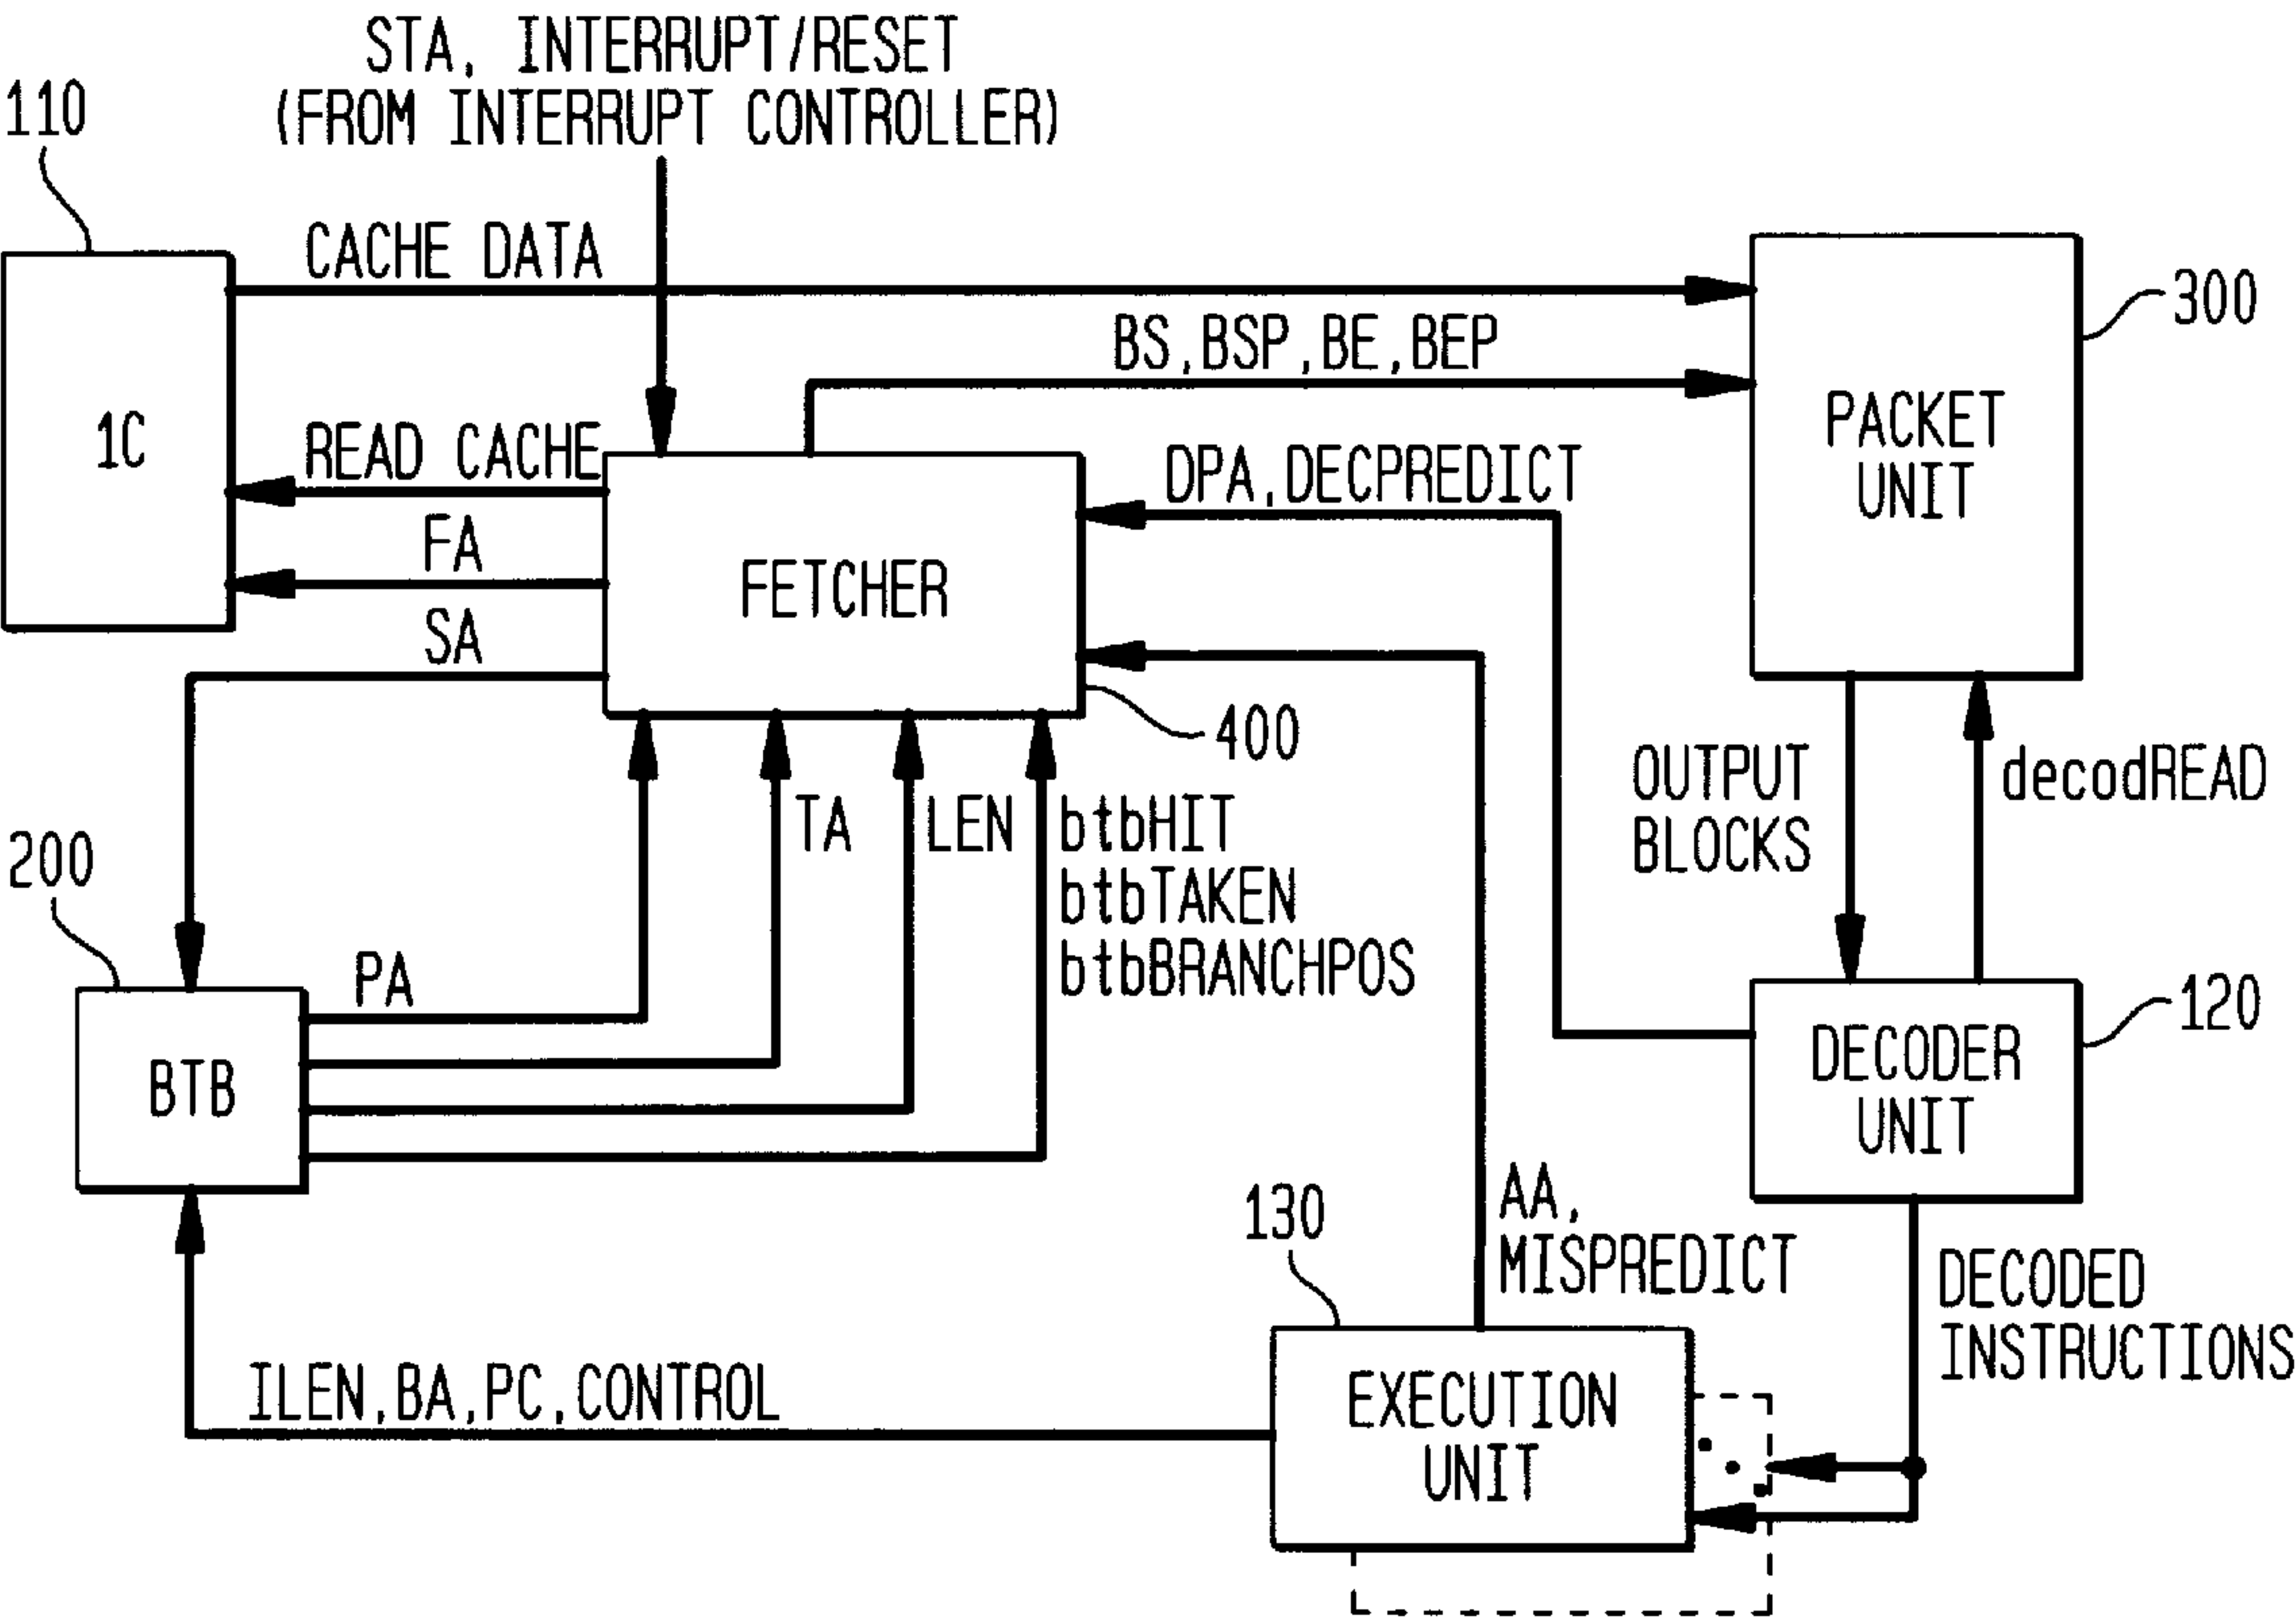 STA, INTERRUPT/RESET
(FROM INTERRUPT CONTROLLER)
110
CACHE DATA
300
BS,BSP,BE,BEP
1C
PACKET
UNIT
READ CACHE
DPA,DECPREDICT
FA
FETCHER
SA
400
OUTPUT
BLOCKS
decodREAD
TA
LEN
btbHIT
btbTAKEN
btbBRANCHPOS
200
PA
120
BTB
DECODER
UNIT
130
AA,
MISPREDICT
DECODED
INSTRUCTIONS
ILEN,BA,PC,CONTROL
EXECUTION
UNIT